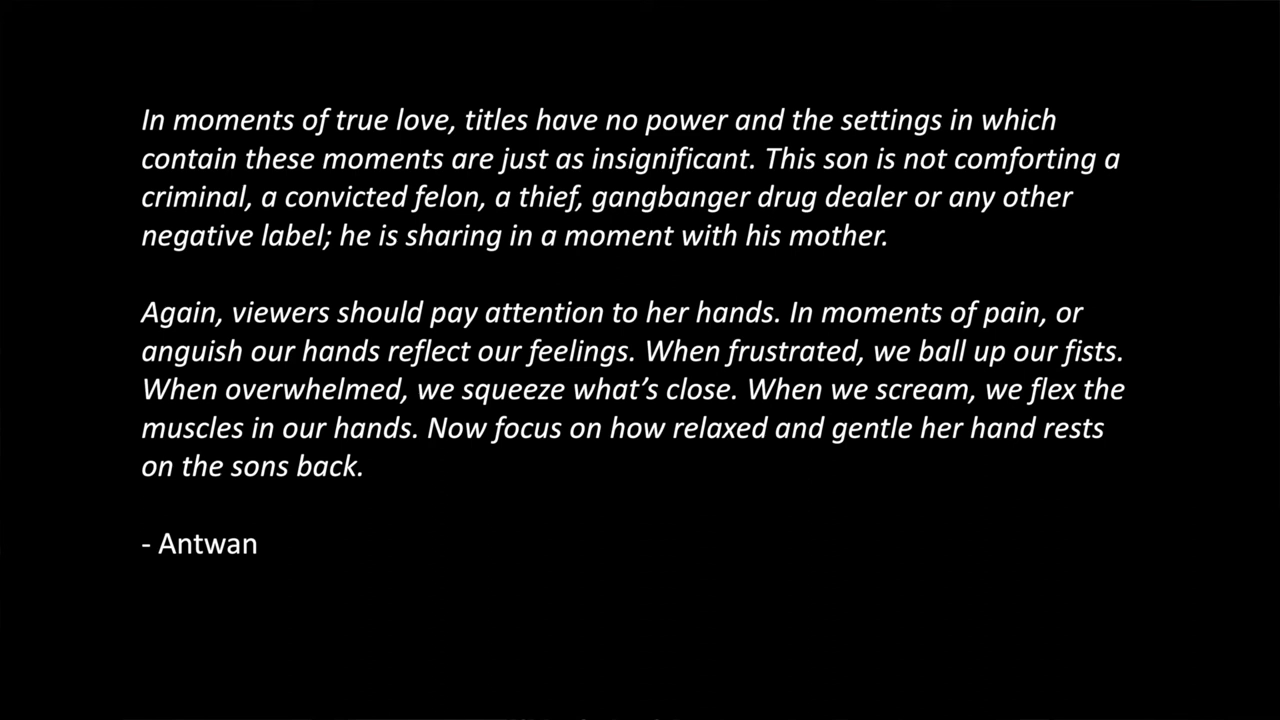 In moments of true love, titles have no power and the settings in which
contain these moments are just as insignificant. This son is not comforting a
criminal, a convicted felon, a thief, gangbanger drug dealer or any other
negative label; he is sharing in a moment with his mother.
Again, viewers should pay attention to her hands. In moments of pain, or
anguish our hands reflect our feelings. When frustrated, we ball up our fists.
When overwhelmed, we squeeze what’s close. When we scream, we flex the
muscles in our hands. Now focus on how relaxed and gentle her hand rests
on the sons back.
- Antwan